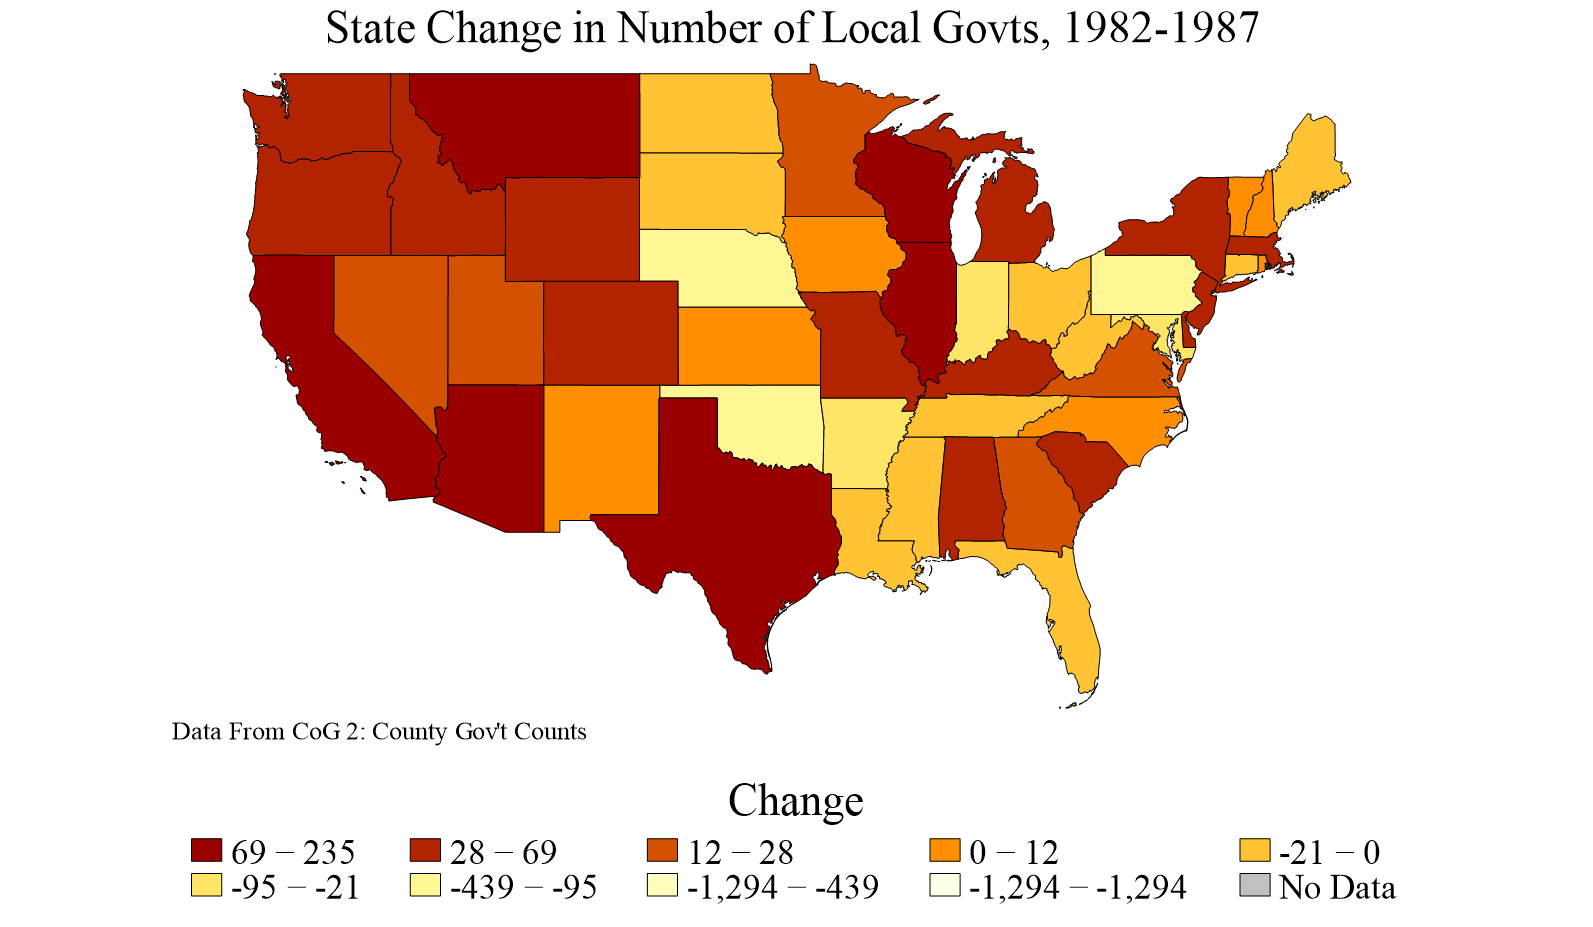 State Change in Number of Local Govts, 1982-1987
Data From CoG 2: County Gov't Counts
Change
69 − 235 28 − 69 12 − 28 0 − 12 -21 − 0
-95 − -21 -439 − -95 -1,294 − -439 -1,294 − -1,294 No Data